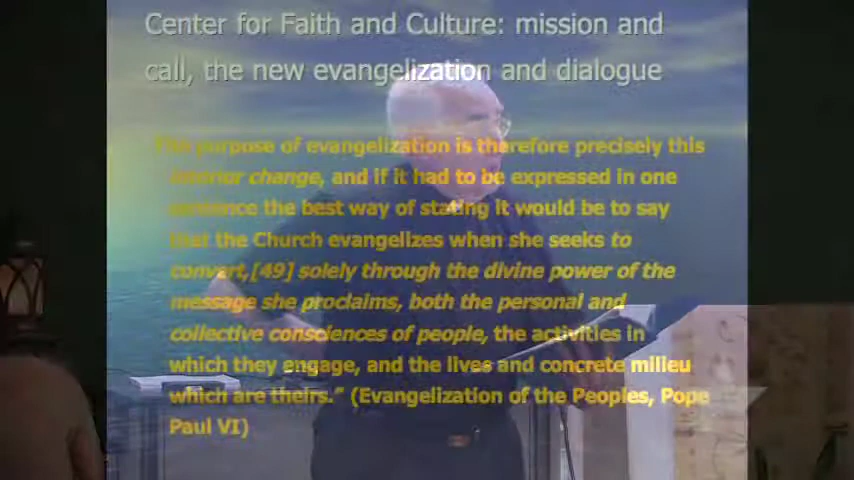 Center for Faith and Culture: mission and
call, the new evangelization and dialogue
The purpose of evangelization is therefore precisely this
interior change, and if it had to be expressed in one
sentence the best way of stating it would be to say
that the Church evangelizes when she seeks to
convert,[49] solely through the divine power of the
message she proclaims, both the personal and
collective consciences of people, the activities in
which they engage, and the lives and concrete milieu
which are theirs.” (Evangelization of the Peoples, Pope
Paul VI)